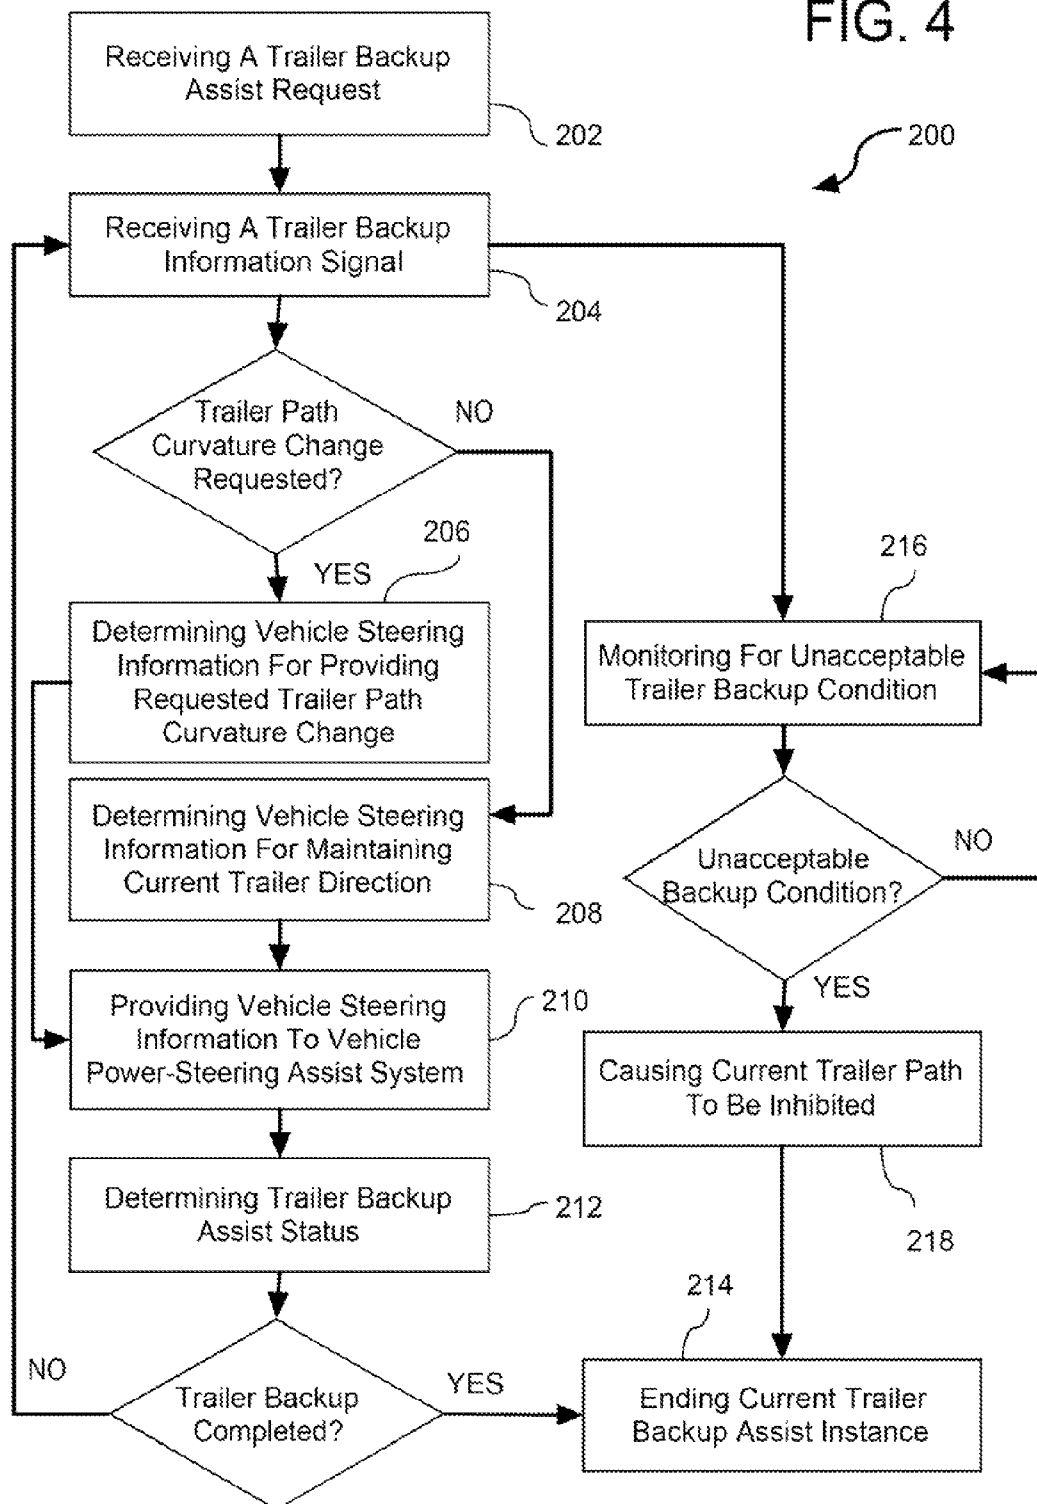 FIG. 4
Receiving A Trailer Backup
Assist Request
202
200
Receiving A Trailer Backup
Information Signal
204
Trailer Path
Curvature Change
Requested?
NO
YES
206
Determining Vehicle Steering
Information For Providing
Requested Trailer Path
Curvature Change
Determining Vehicle Steering
Information For Maintaining
Current Trailer Direction
208
Providing Vehicle Steering
Information To Vehicle
Power-Steering Assist System
210
Determining Trailer Backup
Assist Status
212
Trailer Backup
Completed?
NO
YES
216
Monitoring For Unacceptable
Trailer Backup Condition
Unacceptable
Backup Condition?
NO
YES
Causing Current Trailer Path
To Be Inhibited
218
214
Ending Current Trailer
Backup Assist Instance